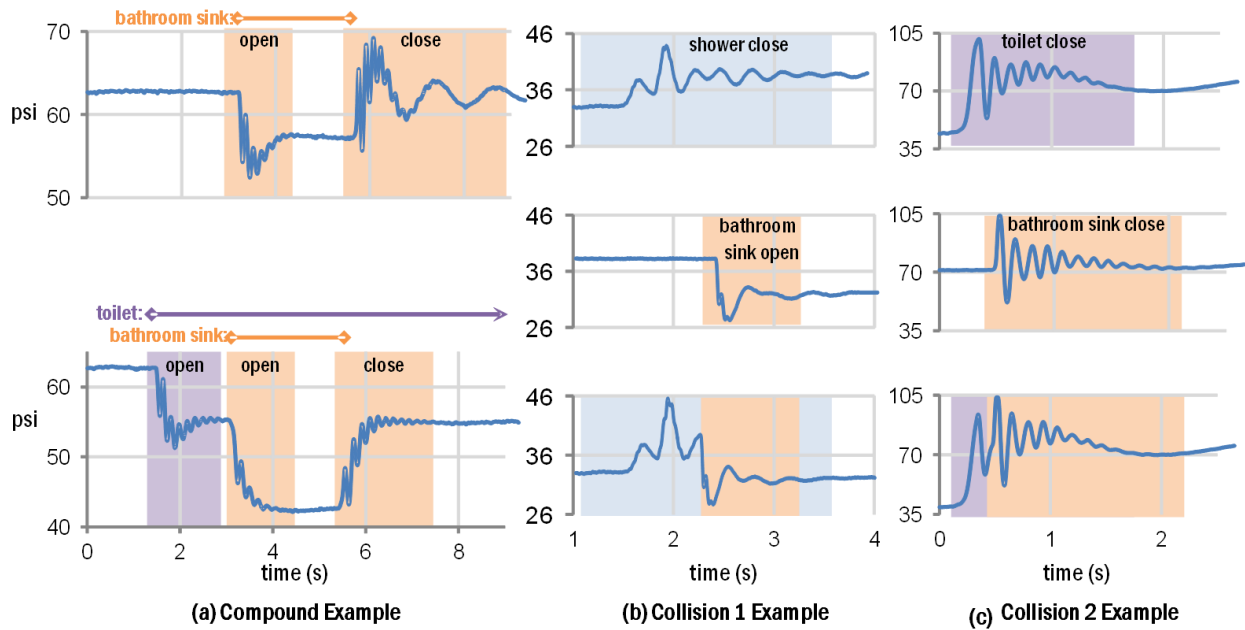 bathroom sink:
70
open
close
psi
60
50
toilet:
bathroom sink:
open
open
close
60
psi
40
0
2
4
6
8
time (s)
(a) Compound Example
46
shower close
36
26
46
bathroom
sink open
36
26
46
36
26
1
2
3
4
time (s)
(b) Collision 1 Example
105
toilet close
70
35
105
bathroom sink close
70
35
105
70
35
0
1
2
time (s)
(c) Collision 2 Example